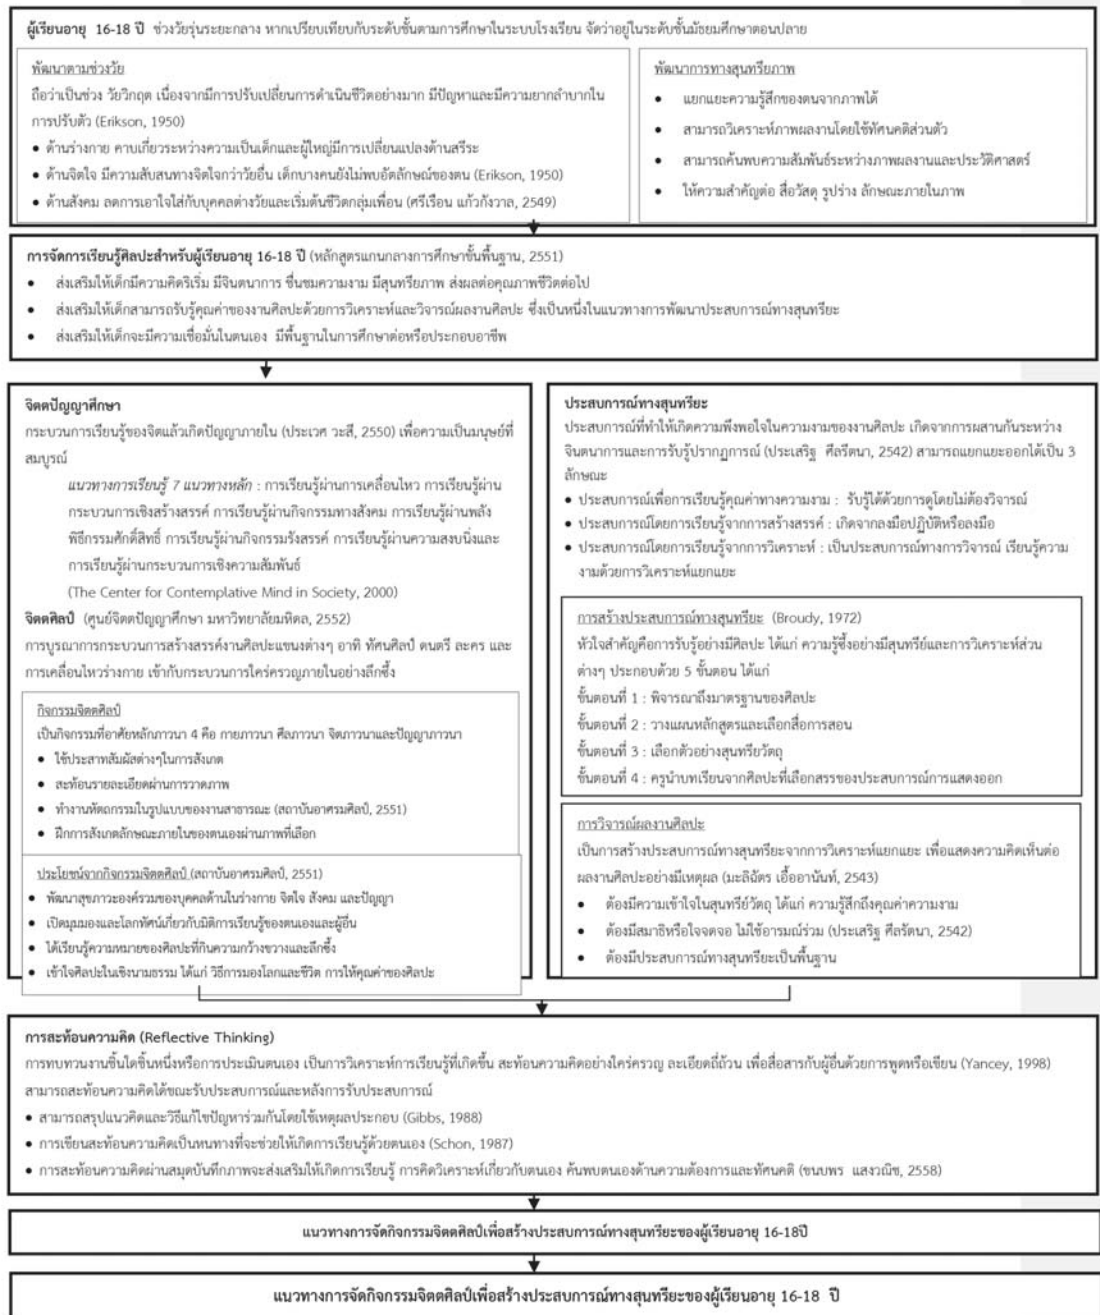 ผู้เรียนอายุ 16-18 ปี ช่วงวัยรุ่นระยะกลาง หากเปรียบเทียบกับระดับชั้นตามการศึกษาในระบบโรงเรียน จัดว่าอยู่ในระดับชั้นมัธยมศึกษาตอนปลาย
พัฒนาตามช่วงวัย
ถือว่าเป็นช่วง วัยวิกฤต เนื่องจากมีการปรับเปลี่ยนการดำเนินชีวิตอย่างมาก มีปัญหาและมีความยากลำบากใน
การปรับตัว (Erikson, 1950)
• ด้านร่างกาย คาบเกี่ยวระหว่างความเป็นเด็กและผู้ใหญ่มีการเปลี่ยนแปลงด้านสรีระ
• ด้านจิตใจ มีความสับสนทางจิตใจกว่าวัยอื่น เด็กบางคนยังไม่พบอัตลักษณ์ของตน (Erikson, 1950)
• ด้านสังคม ลดการเอาใจใส่กับบุคคลต่างวัยและเริ่มต้นชีวิตกลุ่มเพื่อน (ศรีเรือน แก้วกังวาล, 2549)
พัฒนาการทางสุนทรียภาพ
• แยกแยะความรู้สึกของตนจากภาพได้
• สามารถวิเคราะห์ภาพผลงานโดยใช้ทัศนคติส่วนตัว
• สามารถค้นพบความสัมพันธ์ระหว่างภาพผลงานและประวัติศาสตร์
• ให้ความสำคัญต่อ สื่อวัสดุ รูปร่าง ลักษณะภายในภาพ
การจัดการเรียนรู้ศิลปะสำหรับผู้เรียนอายุ 16-18 ปี (หลักสูตรแกนกลางการศึกษาขั้นพื้นฐาน, 2551)
• ส่งเสริมให้เด็กมีความคิดริเริ่ม มีจินตนาการ ชื่นชมความงาม มีสุนทรียภาพ ส่งผลต่อคุณภาพชีวิตต่อไป
• ส่งเสริมให้เด็กสามารถรับรู้คุณค่าของงานศิลปะด้วยการวิเคราะห์และวิจารณ์ผลงานศิลปะ ซึ่งเป็นหนึ่งในแนวทางการพัฒนาประสบการณ์ทางสุนทรียะ
• ส่งเสริมให้เด็กจะมีความเชื่อมั่นในตนเอง มีพื้นฐานในการศึกษาต่อหรือประกอบอาชีพ
จิตตปัญญาศึกษา
กระบวนการเรียนรู้ของจิตแล้วเกิดปัญญาภายใน (ประเวศ วะสี, 2550) เพื่อความเป็นมนุษย์ที่
สมบูรณ์
แนวทางการเรียนรู้ 7 แนวทางหลัก : การเรียนรู้ผ่านการเคลื่อนไหว การเรียนรู้ผ่าน
กระบวนการเชิงสร้างสรรค์ การเรียนรู้ผ่านกิจกรรมทางสังคม การเรียนรู้ผ่านพลัง
พิธีกรรมศักดิ์สิทธิ์ การเรียนรู้ผ่านกิจกรรมรังสรรค์ การเรียนรู้ผ่านความสงบนิ่งและ
การเรียนรู้ผ่านกระบวนการเชิงความสัมพันธ์
(The Center for Contemplative Mind in Society, 2000)
จิตตศิลป์ (ศูนย์จิตตปัญญาศึกษา มหาวิทยาลัยมหิดล, 2552)
การบูรณาการกระบวนการสร้างสรรค์งานศิลปะแขนงต่างๆ อาทิ ทัศนศิลป์ ดนตรี ละคร และ
การเคลื่อนไหวร่างกาย เข้ากับกระบวนการใคร่ครวญภายในอย่างลึกซึ้ง
กิจกรรมจิตตศิลป์
เป็นกิจกรรมที่อาศัยหลักภาวนา 4 คือ กายภาวนา ศีลภาวนา จิตภาวนาและปัญญาภาวนา
• ใช้ประสาทสัมผัสต่างๆในการสังเกต
• สะท้อนรายละเอียดผ่านการวาดภาพ
• ทำงานหัตถกรรมในรูปแบบของงานสาธารณะ (สถาบันอาศรมศิลป์, 2551)
• ฝึกการสังเกตลักษณะภายในของตนเองผ่านภาพที่เลือก
ประโยชน์จากกิจกรรมจิตตศิลป์ (สถาบันอาศรมศิลป์, 2551)
• พัฒนาสุขภาวะองค์รวมของบุคคลด้านในร่างกาย จิตใจ สังคม และปัญญา
• เปิดมุมมองและโลกทัศน์เกี่ยวกับมิติการเรียนรู้ของตนเองและผู้อื่น
• ได้เรียนรู้ความหมายของศิลปะที่กินความกว้างขวางและลึกซึ้ง
• เข้าใจศิลปะในเชิงนามธรรม ได้แก่ วิธีการมองโลกและชีวิต การให้คุณค่าของศิลปะ
ประสบการณ์ทางสุนทรียะ
ประสบการณ์ที่ทำให้เกิดความพึงพอใจในความงามของงานศิลปะ เกิดจากการผสานกันระหว่าง
จินตนาการและการรับรู้ปรากฏการณ์ (ประเสริฐ ศีลรัตนา, 2542) สามารถแยกแยะออกได้เป็น 3
ลักษณะ
• ประสบการณ์เพื่อการเรียนรู้คุณค่าทางความงาม : รับรู้ได้ด้วยการดูโดยไม่ต้องวิจารณ์
• ประสบการณ์โดยการเรียนรู้จากการสร้างสรรค์ : เกิดจากลงมือปฏิบัติหรือลงมือ
• ประสบการณ์โดยการเรียนรู้จากการวิเคราะห์ : เป็นประสบการณ์ทางการวิจารณ์ เรียนรู้ความ
งามด้วยการวิเคราะห์แยกแยะ
การสร้างประสบการณ์ทางสุนทรียะ (Broudy, 1972)
หัวใจสำคัญคือการรับรู้อย่างมีศิลปะ ได้แก่ ความรู้ซึ้งอย่างมีสุนทรีย์และการวิเคราะห์ส่วน
ต่างๆ ประกอบด้วย 5 ขั้นตอน ได้แก่
ขั้นตอนที่ 1 : พิจารณาถึงมาตรฐานของศิลปะ
ขั้นตอนที่ 2 : วางแผนหลักสูตรและเลือกสื่อการสอน
ขั้นตอนที่ 3 : เลือกตัวอย่างสุนทรียวัตถุ
ขั้นตอนที่ 4 : ครูนำบทเรียนจากศิลปะที่เลือกสรรของประสบการณ์การแสดงออก
การวิจารณ์ผลงานศิลปะ
เป็นการสร้างประสบการณ์ทางสุนทรียะจากการวิเคราะห์แยกแยะ เพื่อแสดงความคิดเห็นต่อ
ผลงานศิลปะอย่างมีเหตุผล (มะลิฉัตร เอื้ออานันท์, 2543)
• ต้องมีความเข้าใจในสุนทรีย์วัตถุ ได้แก่ ความรู้สึกถึงคุณค่าความงาม
• ต้องมีสมาธิหรือใจจดจอ ไม่ใช้อารมณ์ร่วม (ประเสริฐ ศีลรัตนา, 2542)
• ต้องมีประสบการณ์ทางสุนทรียะเป็นพื้นฐาน
การสะท้อนความคิด (Reflective Thinking)
การทบทวนงานชิ้นใดชิ้นหนึ่งหรือการประเมินตนเอง เป็นการวิเคราะห์การเรียนรู้ที่เกิดขึ้น สะท้อนความคิดอย่างใคร่ครวญ ละเอียดถี่ถ้วน เพื่อสื่อสารกับผู้อื่นด้วยการพูดหรือเขียน (Yancey, 1998)
สามารถสะท้อนความคิดได้ขณะรับประสบการณ์และหลังการรับประสบการณ์
• สามารถสรุปแนวคิดและวิธีแก้ไขปัญหาร่วมกันโดยใช้เหตุผลประกอบ (Gibbs, 1988)
• การเขียนสะท้อนความคิดเป็นหนทางที่จะช่วยให้เกิดการเรียนรู้ด้วยตนเอง (Schon, 1987)
• การสะท้อนความคิดผ่านสมุดบันทึกภาพจะส่งเสริมให้เกิดการเรียนรู้ การคิดวิเคราะห์เกี่ยวกับตนเอง ค้นพบตนเองด้านความต้องการและทัศนคติ (ขนบพร แสงวณิช, 2558)
แนวทางการจัดกิจกรรมจิตตศิลป์เพื่อสร้างประสบการณ์ทางสุนทรียะของผู้เรียนอายุ 16-18ปี
แนวทางการจัดกิจกรรมจิตตศิลป์เพื่อสร้างประสบการณ์ทางสุนทรียะของผู้เรียนอายุ 16-18 ปี